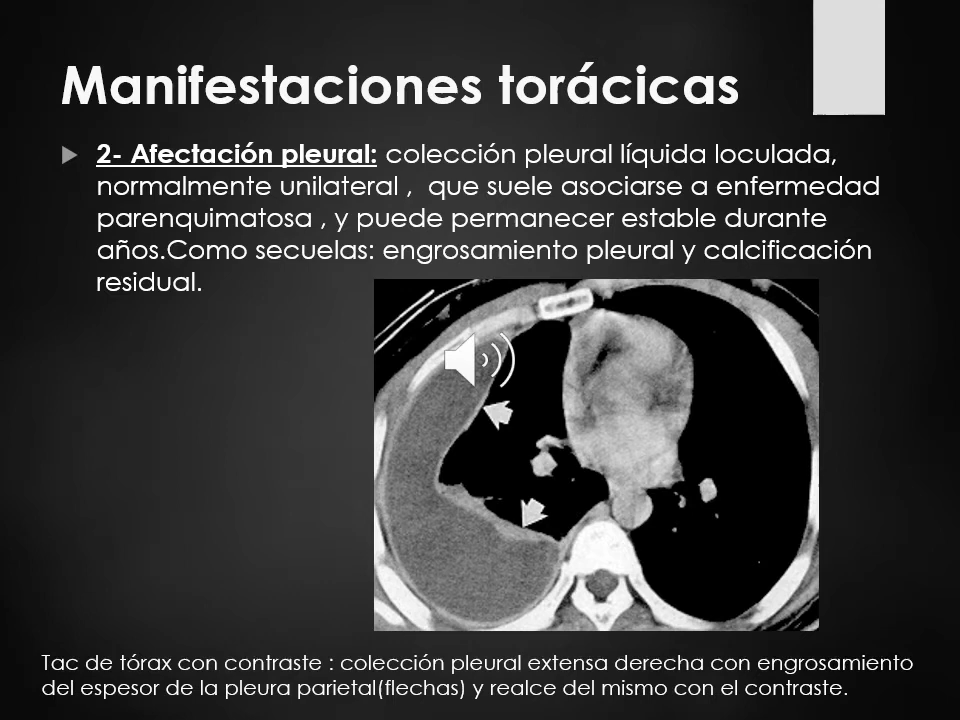 Manifestaciones torácicas
2- Afectación pleural: colección pleural líquida loculada,
normalmente unilateral , que suele asociarse a enfermedad
parenquimatosa , y puede permanecer estable durante
años.Como secuelas: engrosamiento pleural y calcificación
residual.
Tac de tórax con contraste : colección pleural extensa derecha con engrosamiento
del espesor de la pleura parietal(flechas) y realce del mismo con el contraste.